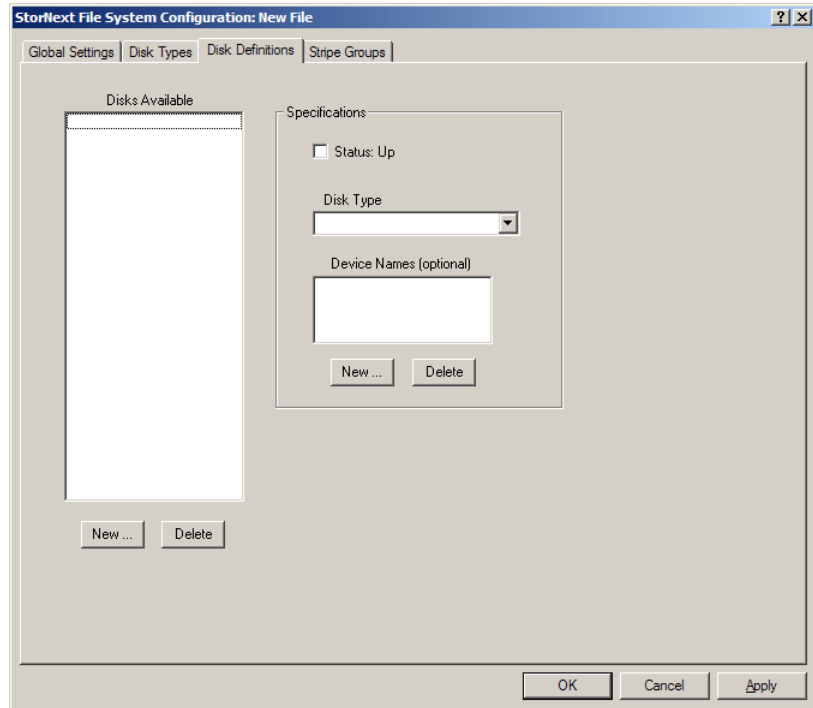 StorNext File System Configuration: New File
Global Settings Disk Types Disk Definitions Stripe Groups
Disks Available
Specifications
Status: Up
Disk Type
Device Names (optional)
New ... Delete
New ... Delete
OK Cancel Apply